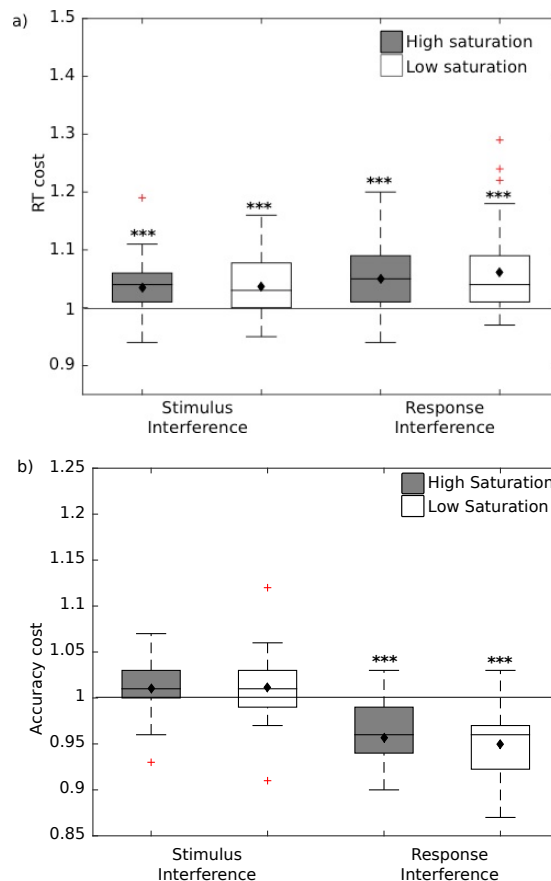 a)
1.5
1.4
1.3
1.2
1.1
1
0.9
RT cost
High saturation
Low saturation
***
***
***
***
Stimulus
Interference
Response
Interference
b)
1.25
1.2
1.15
1.1
1.05
1
0.95
0.9
0.85
Accuracy cost
High Saturation
Low Saturation
***
***
Stimulus
Interference
Response
Interference